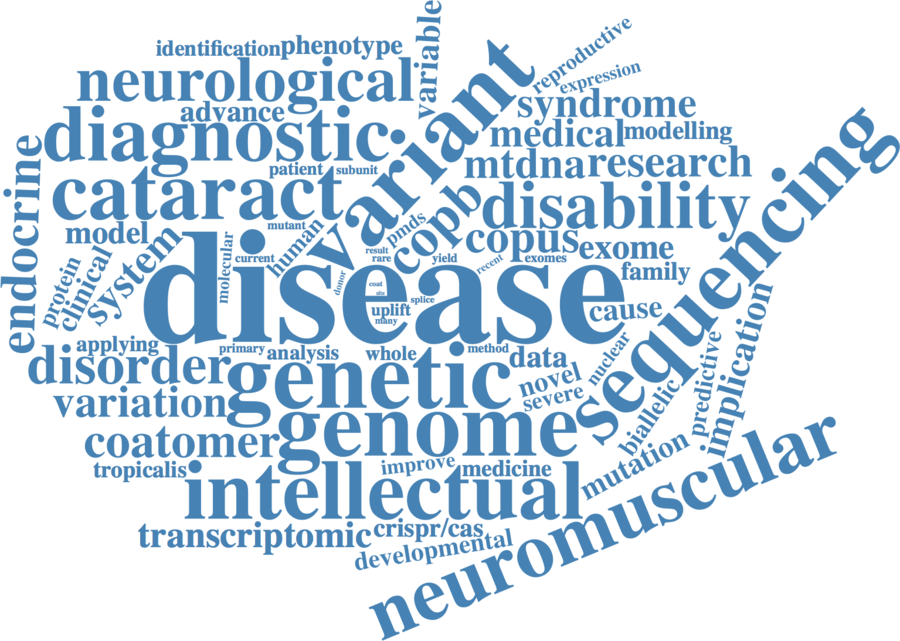 identification
phenotype
variable
reproductive
expression
neurological
advance
variant
syndrome
diagnostic
medical
modelling
patient
subunit
mtdna
research
endocrine
cataract
copb
disability
sequencing
mutant
pmds
model
system
molecular
human
copus
exome
current
result
rare
yield
recent
exomes
protein
clinical
disease
donor
coat
family
uplift
splice
many
cause
applying
primary
analysis
whole
method
data
nuclear
predictive
implication
disorder
genetic
novel
severe
variation
biallelic
coatomer
genome
tropicalis
improve
medicine
mutation
intellectual
transcriptomic
crispr/cas
developmental
neuromuscular